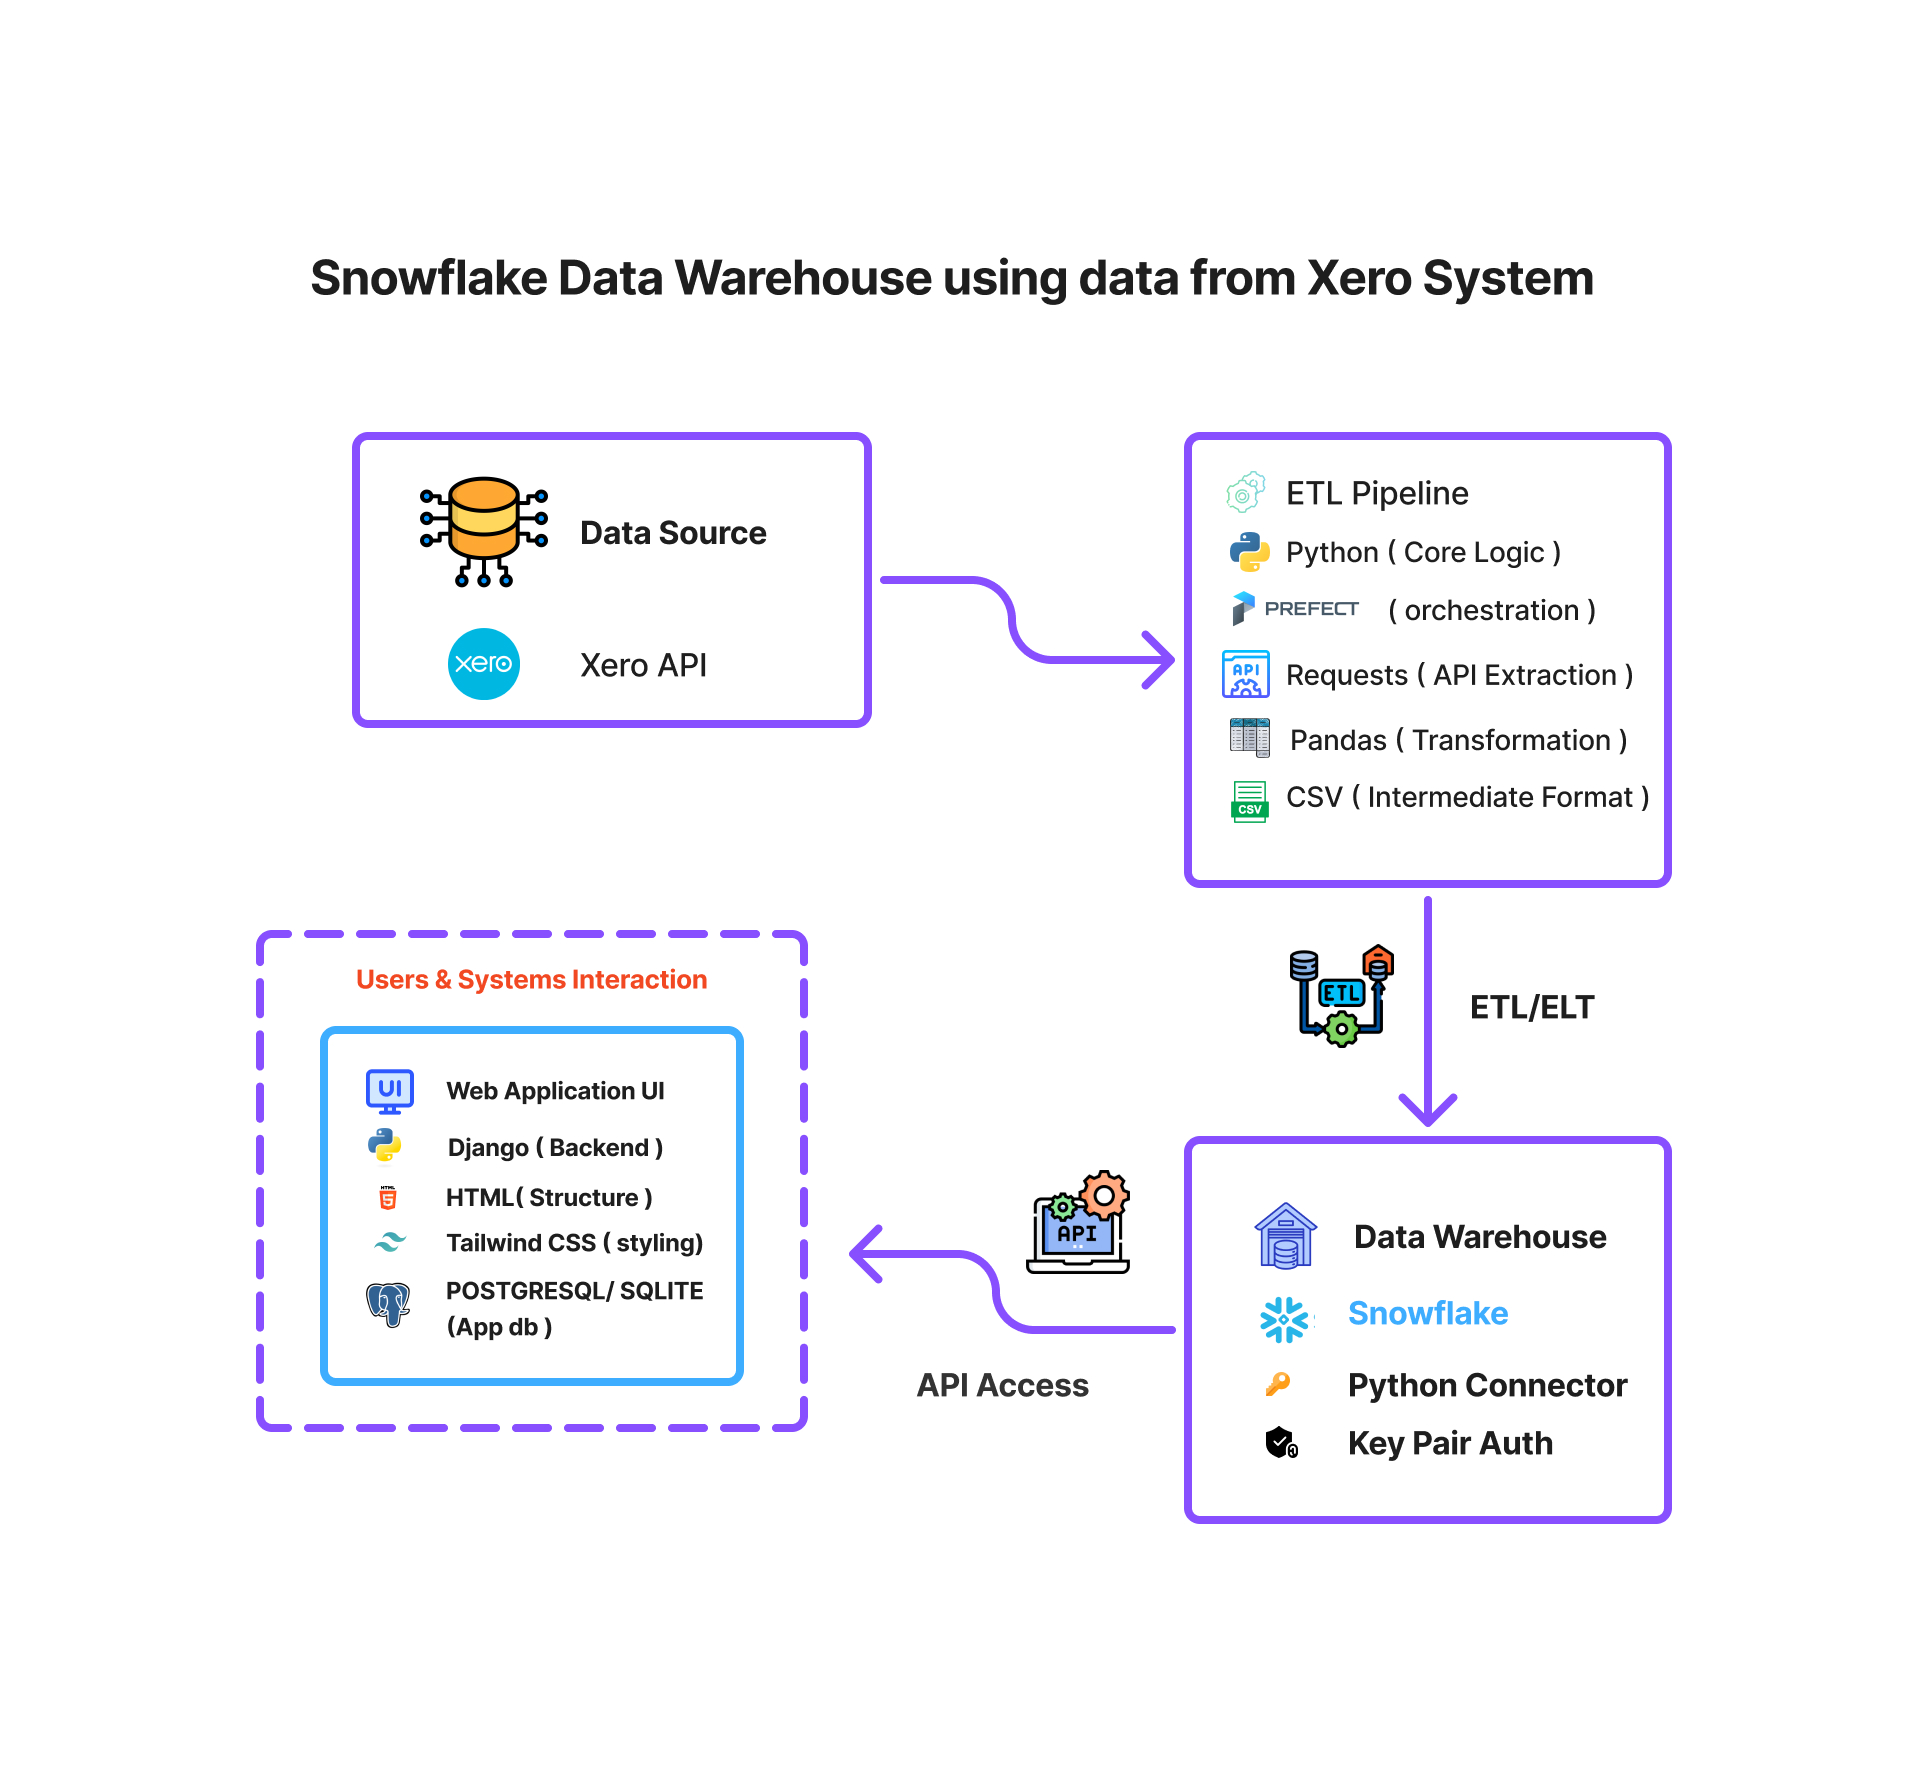 Snowflake Data Warehouse using data from Xero System
Data Source
xero
Xero API
ETL Pipeline
Python ( Core Logic )
PREFECT ( orchestration )
API
Requests ( API Extraction )
Pandas ( Transformation )
CSV
CSV ( Intermediate Format )
ETL
ETL/ELT
Users & Systems Interaction
UI
Web Application UI
Django ( Backend )
HTML
5
HTML( Structure )
Tailwind CSS ( styling)
POSTGRESQL/ SQLITE
(App db )
API
API Access
Data Warehouse
Snowflake
Python Connector
Key Pair Auth